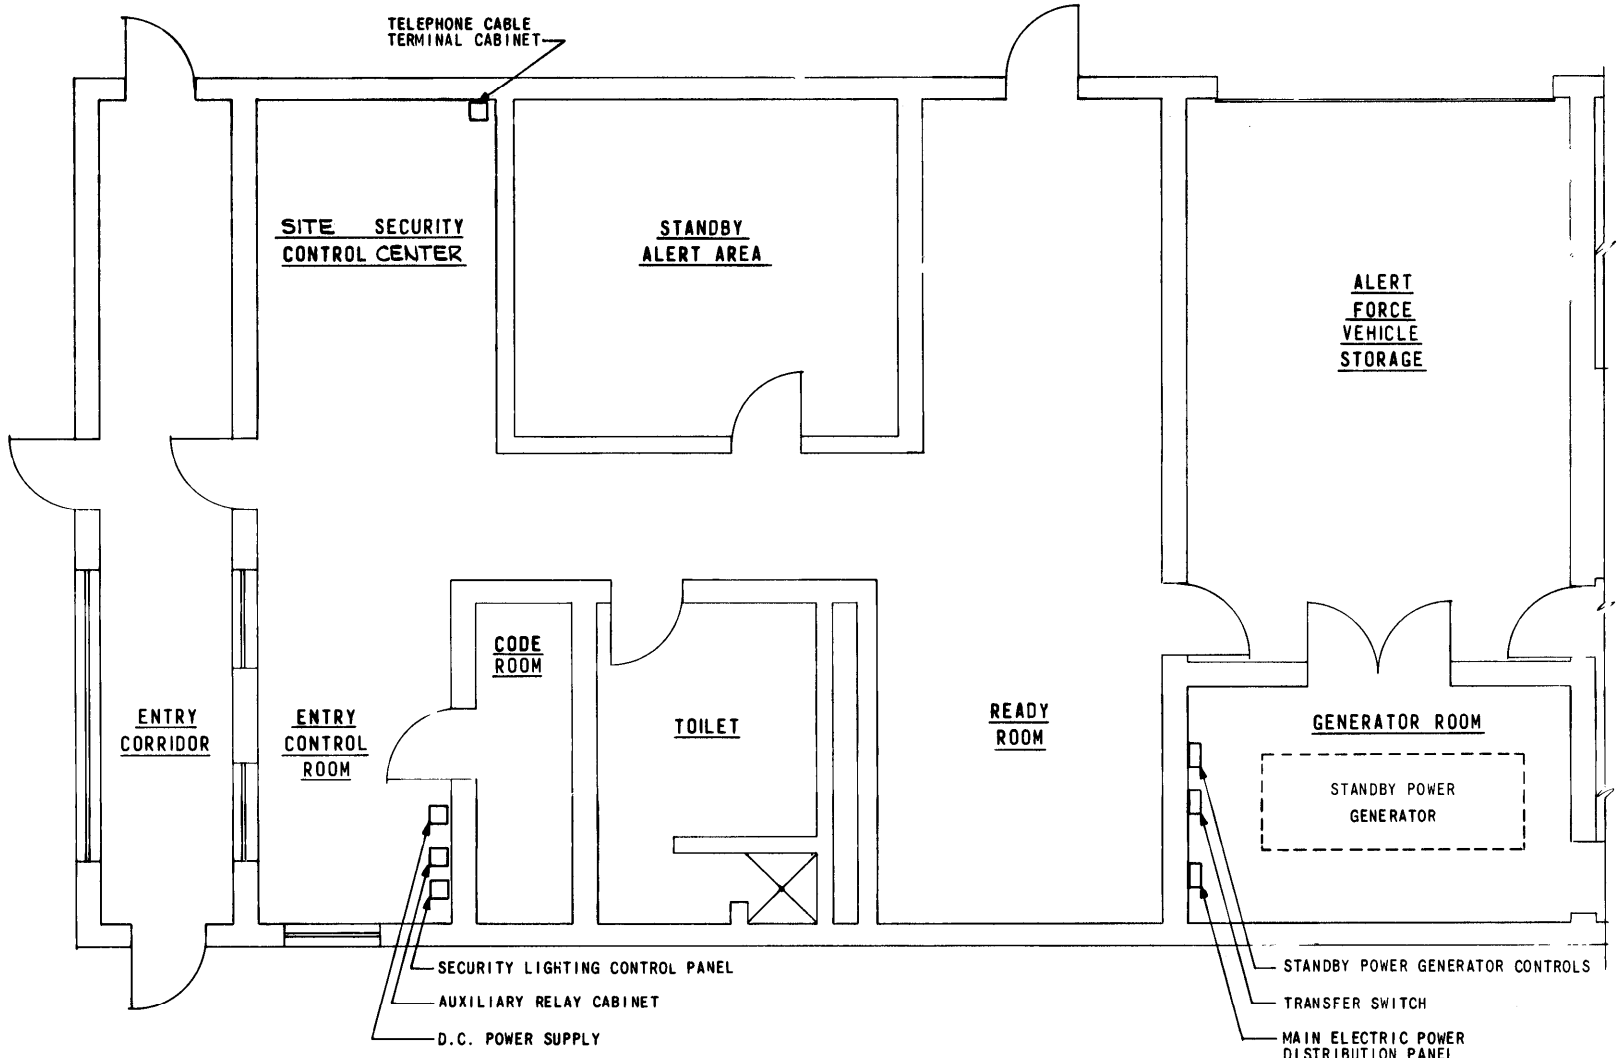 TELEPHONE CABLE
TERMINAL CABINET
SITE SECURITY
CONTROL CENTER
STANDBY
ALERT AREA
ALERT
FORCE
VEHICLE
STORAGE
CODE
ROOM
ENTRY
CORRIDOR
ENTRY
CONTROL
ROOM
TOILET
READY
ROOM
GENERATOR ROOM
STANDBY POWER
GENERATOR
SECURITY LIGHTING CONTROL PANEL
AUXILIARY RELAY CABINET
D.C. POWER SUPPLY
STANDBY POWER GENERATOR CONTROLS
TRANSFER SWITCH
MAIN ELECTRIC POWER
DISTRIBUTION PANEL